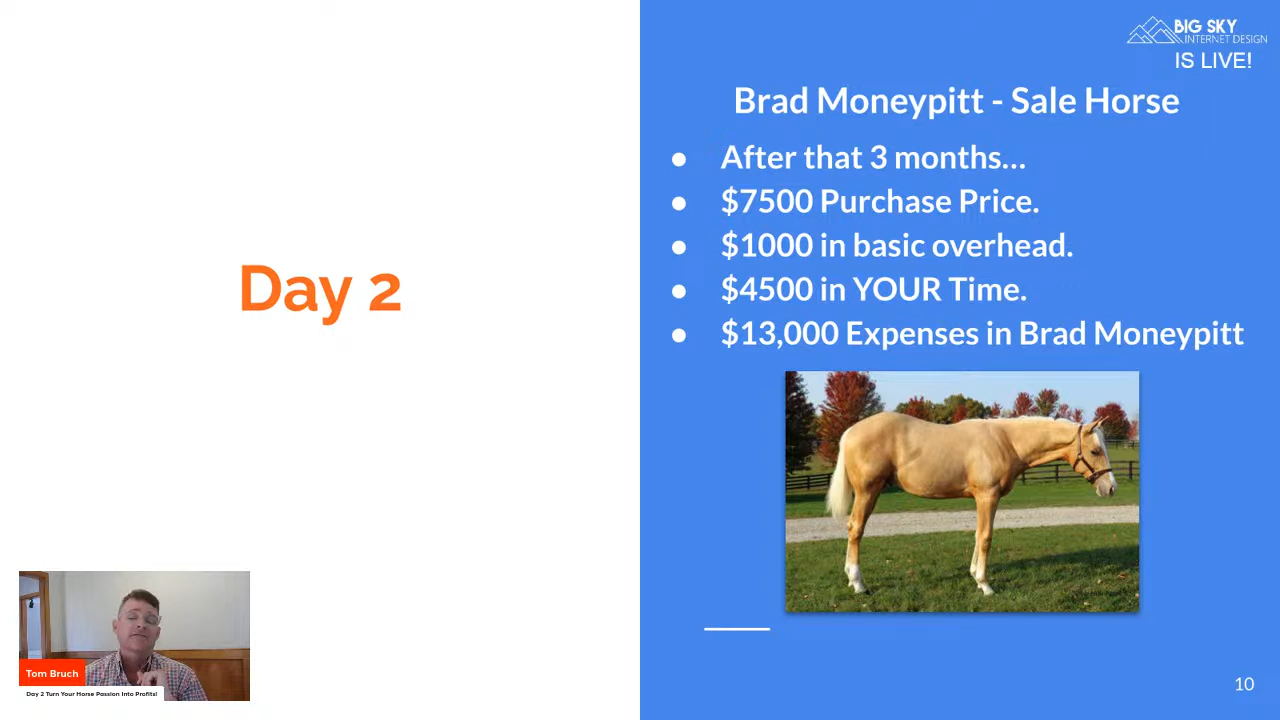 BIG SKY
INTERNET DESIGN
IS LIVE!
Brad Moneypitt - Sale Horse
● After that 3 months...
● $7500 Purchase Price.
● $1000 in basic overhead.
● $4500 in YOUR Time.
● $13,000 Expenses in Brad Moneypitt
Day 2
Tom Bruch
Day 2 Turn Your Horse Passion Into Profits!
10